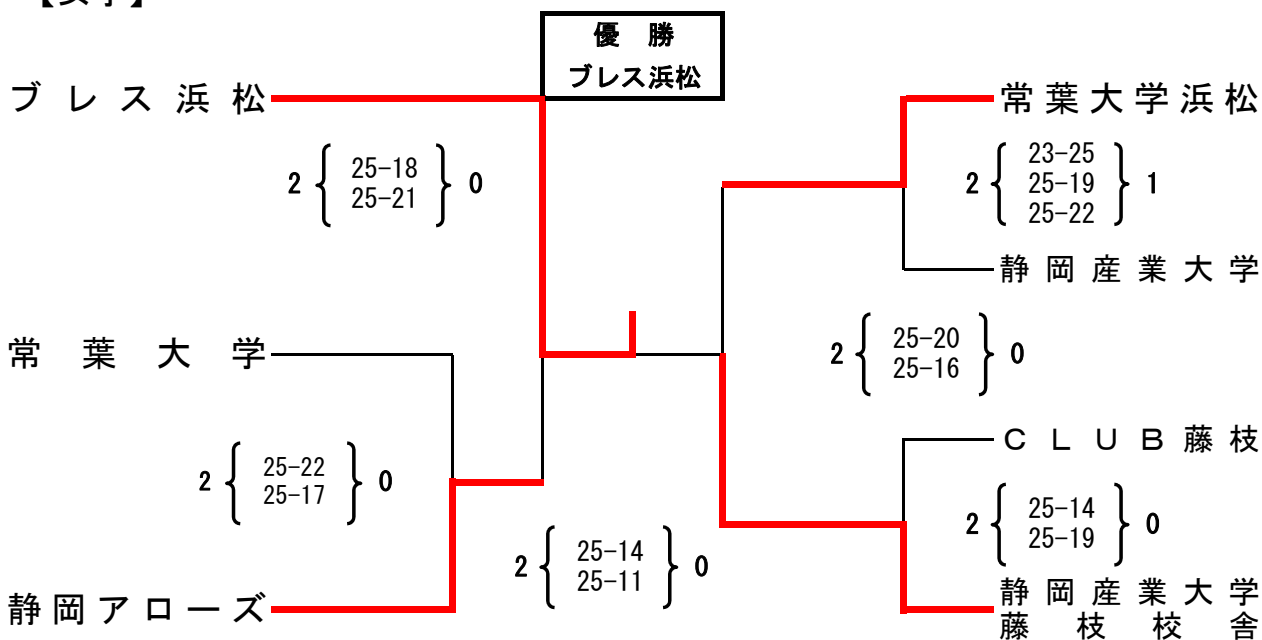 優 勝
ブレス浜松
ブレス浜松
2 { 25-18 } 0
25-21
常葉大学
2 { 25-22 } 0
25-17
静岡アローズ
2 { 25-14 } 0
25-11
常葉大学浜松
23-25
2 { 25-19 } 1
25-22
静岡産業大学
2 { 25-20 } 0
25-16
CLUB藤枝
2 { 25-14 } 0
25-19
静岡産業大学
藤枝校舎